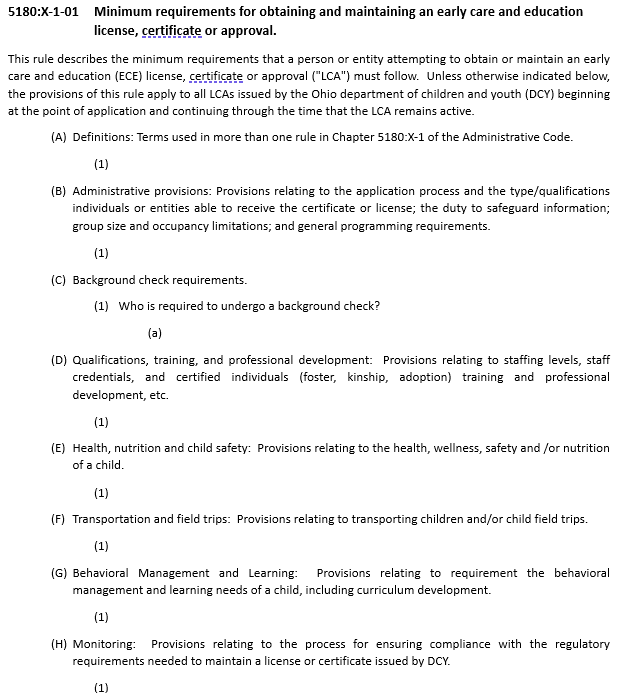 5180:X-1-01 Minimum requirements for obtaining and maintaining an early care and education
license, certificate or approval.
This rule describes the minimum requirements that a person or entity attempting to obtain or maintain an early
care and education (ECE) license, certificate or approval ("LCA") must follow. Unless otherwise indicated below,
the provisions of this rule apply to all LCAs issued by the Ohio department of children and youth (DCY) beginning
at the point of application and continuing through the time that the LCA remains active.
(A) Definitions: Terms used in more than one rule in Chapter 5180:X-1 of the Administrative Code.
(1)
(B) Administrative provisions: Provisions relating to the application process and the type/qualifications
individuals or entities able to receive the certificate or license; the duty to safeguard information;
group size and occupancy limitations; and general programming requirements.
(1)
(C) Background check requirements.
(1) Who is required to undergo a background check?
(a)
(D) Qualifications, training, and professional development: Provisions relating to staffing levels, staff
credentials, and certified individuals (foster, kinship, adoption) training and professional
development, etc.
(1)
(E) Health, nutrition and child safety: Provisions relating to the health, wellness, safety and /or nutrition
of a child.
(1)
(F) Transportation and field trips: Provisions relating to transporting children and/or child field trips.
(1)
(G) Behavioral Management and Learning: Provisions relating to requirement the behavioral
management and learning needs of a child, including curriculum development.
(1)
(H) Monitoring: Provisions relating to the process for ensuring compliance with the regulatory
requirements needed to maintain a license or certificate issued by DCY.
(1)